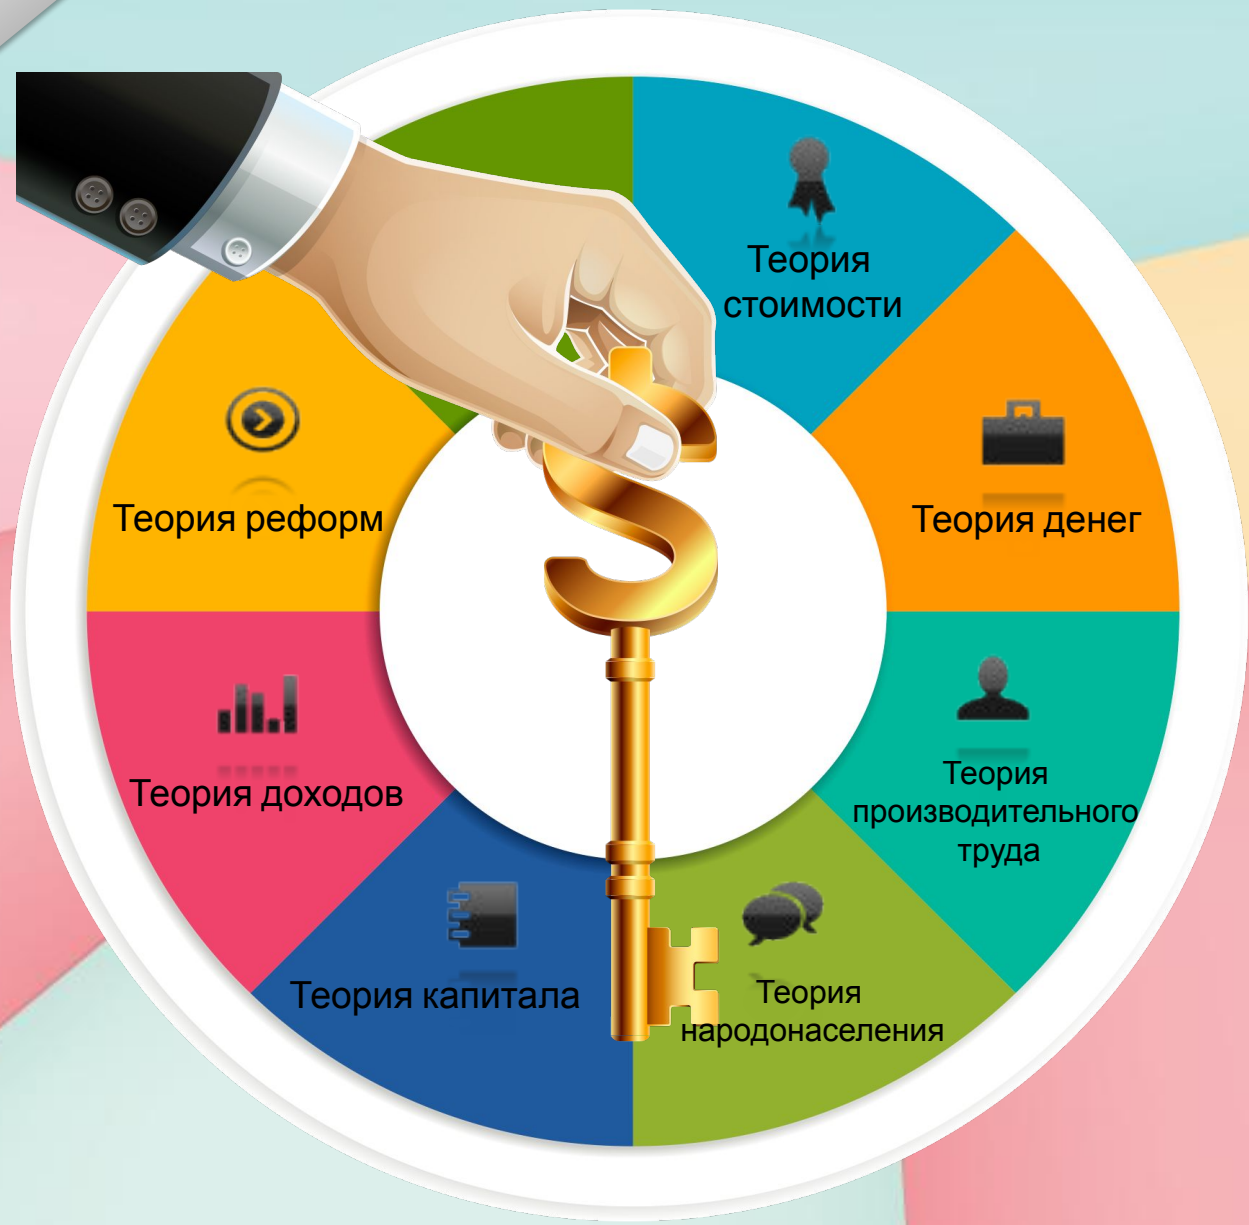 Теория
стоимости
Теория денег
Теория
производительного
труда
Теория
народонаселения
Теория капитала
Теория доходов
Теория реформ